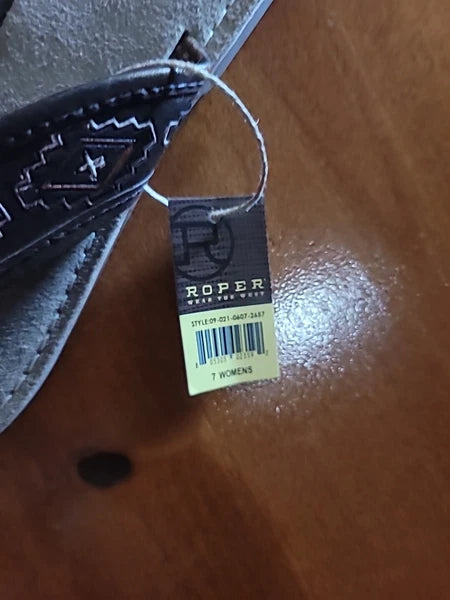 R
ROPER
WEAR THE WEST
STYLE:09-021-0607-2657
7 WOMENS